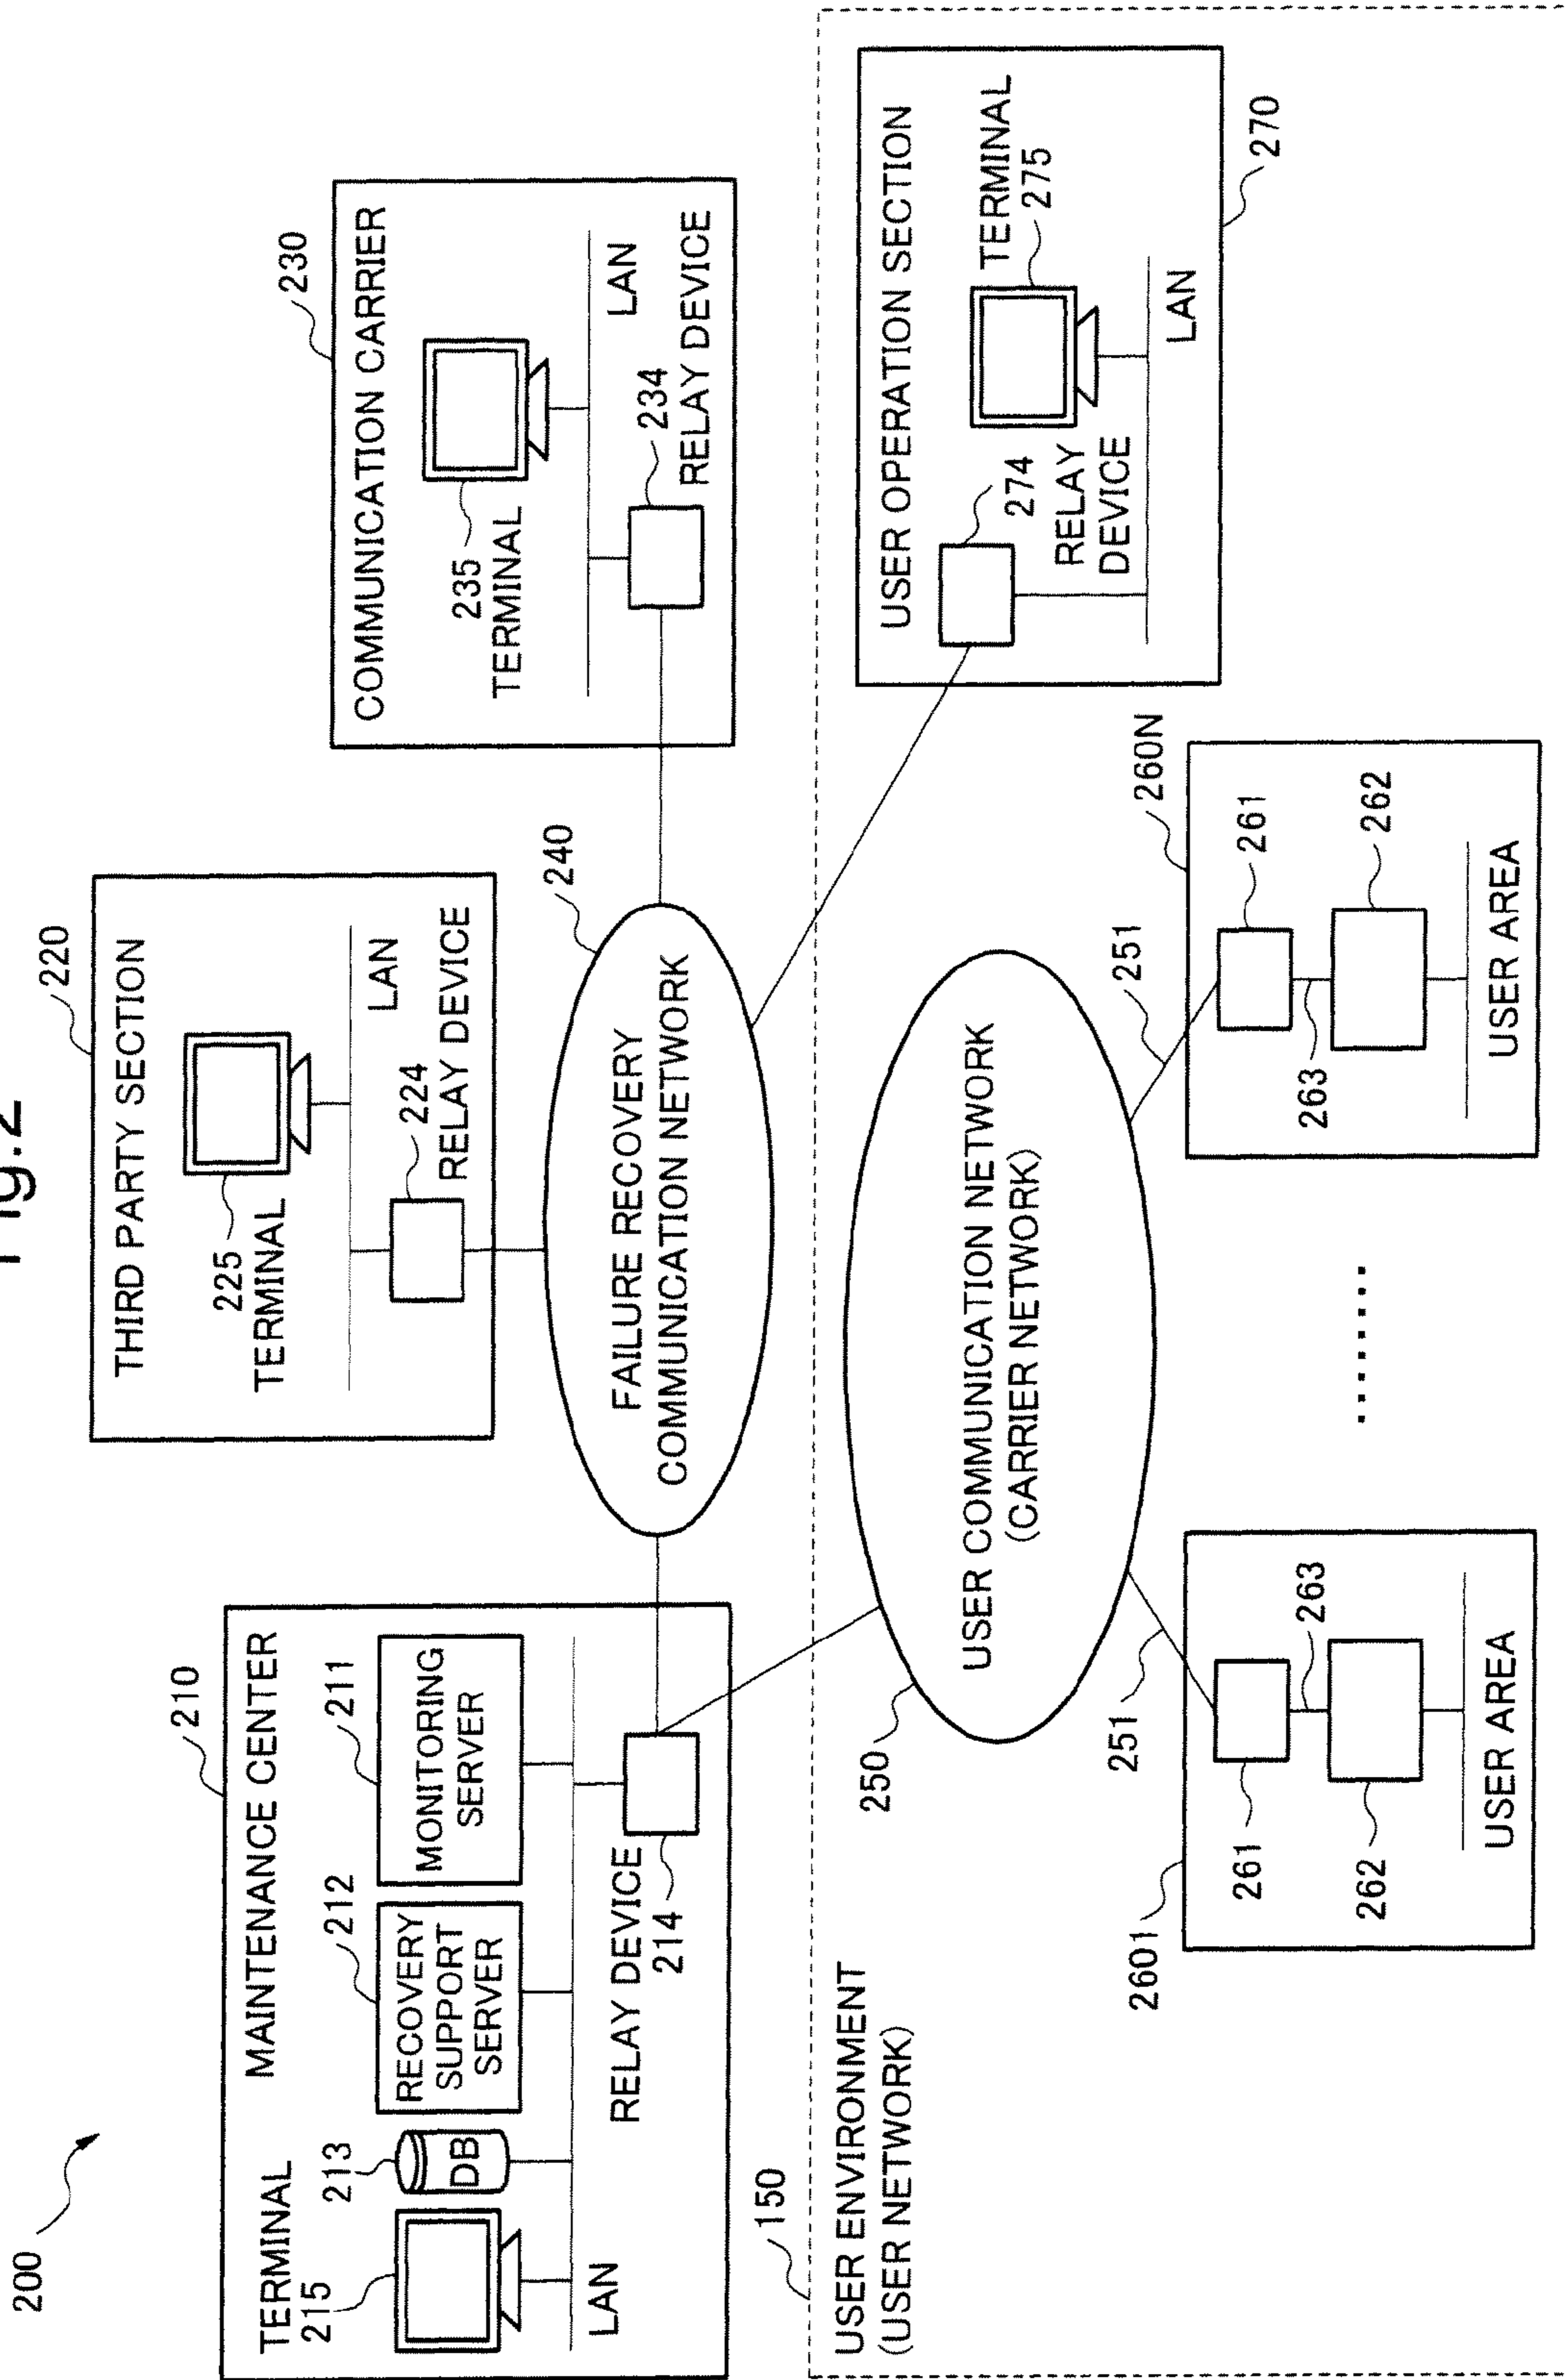 Fig.2
200
210
TERMINAL
215
MAINTENANCE CENTER
213
DB
212
RECOVERY
SUPPORT
SERVER
211
MONITORING
SERVER
LAN
RELAY DEVICE
214
220
THIRD PARTY SECTION
225
TERMINAL
LAN
224
RELAY DEVICE
230
COMMUNICATION CARRIER
235
TERMINAL
LAN
234
RELAY DEVICE
240
FAILURE RECOVERY
COMMUNICATION NETWORK
150
USER ENVIRONMENT
(USER NETWORK)
250
USER COMMUNICATION NETWORK
(CARRIER NETWORK)
USER OPERATION SECTION
274
RELAY
DEVICE
TERMINAL
275
LAN
270
2601
251
261
263
262
USER AREA
.......
260N
251
261
263
262
USER AREA